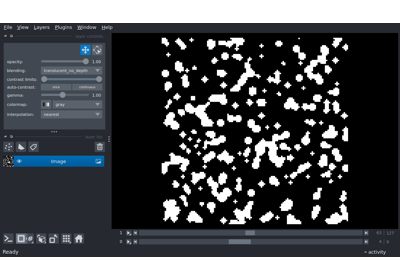 File View Layers Plugins Window Help
opacity: 1.00
blending: translucent_no_depth
contrast limits:
auto-contrast: once continuous
gamma: 1.00
colormap: gray
interpolation: nearest
Image
1
0
Ready
activity